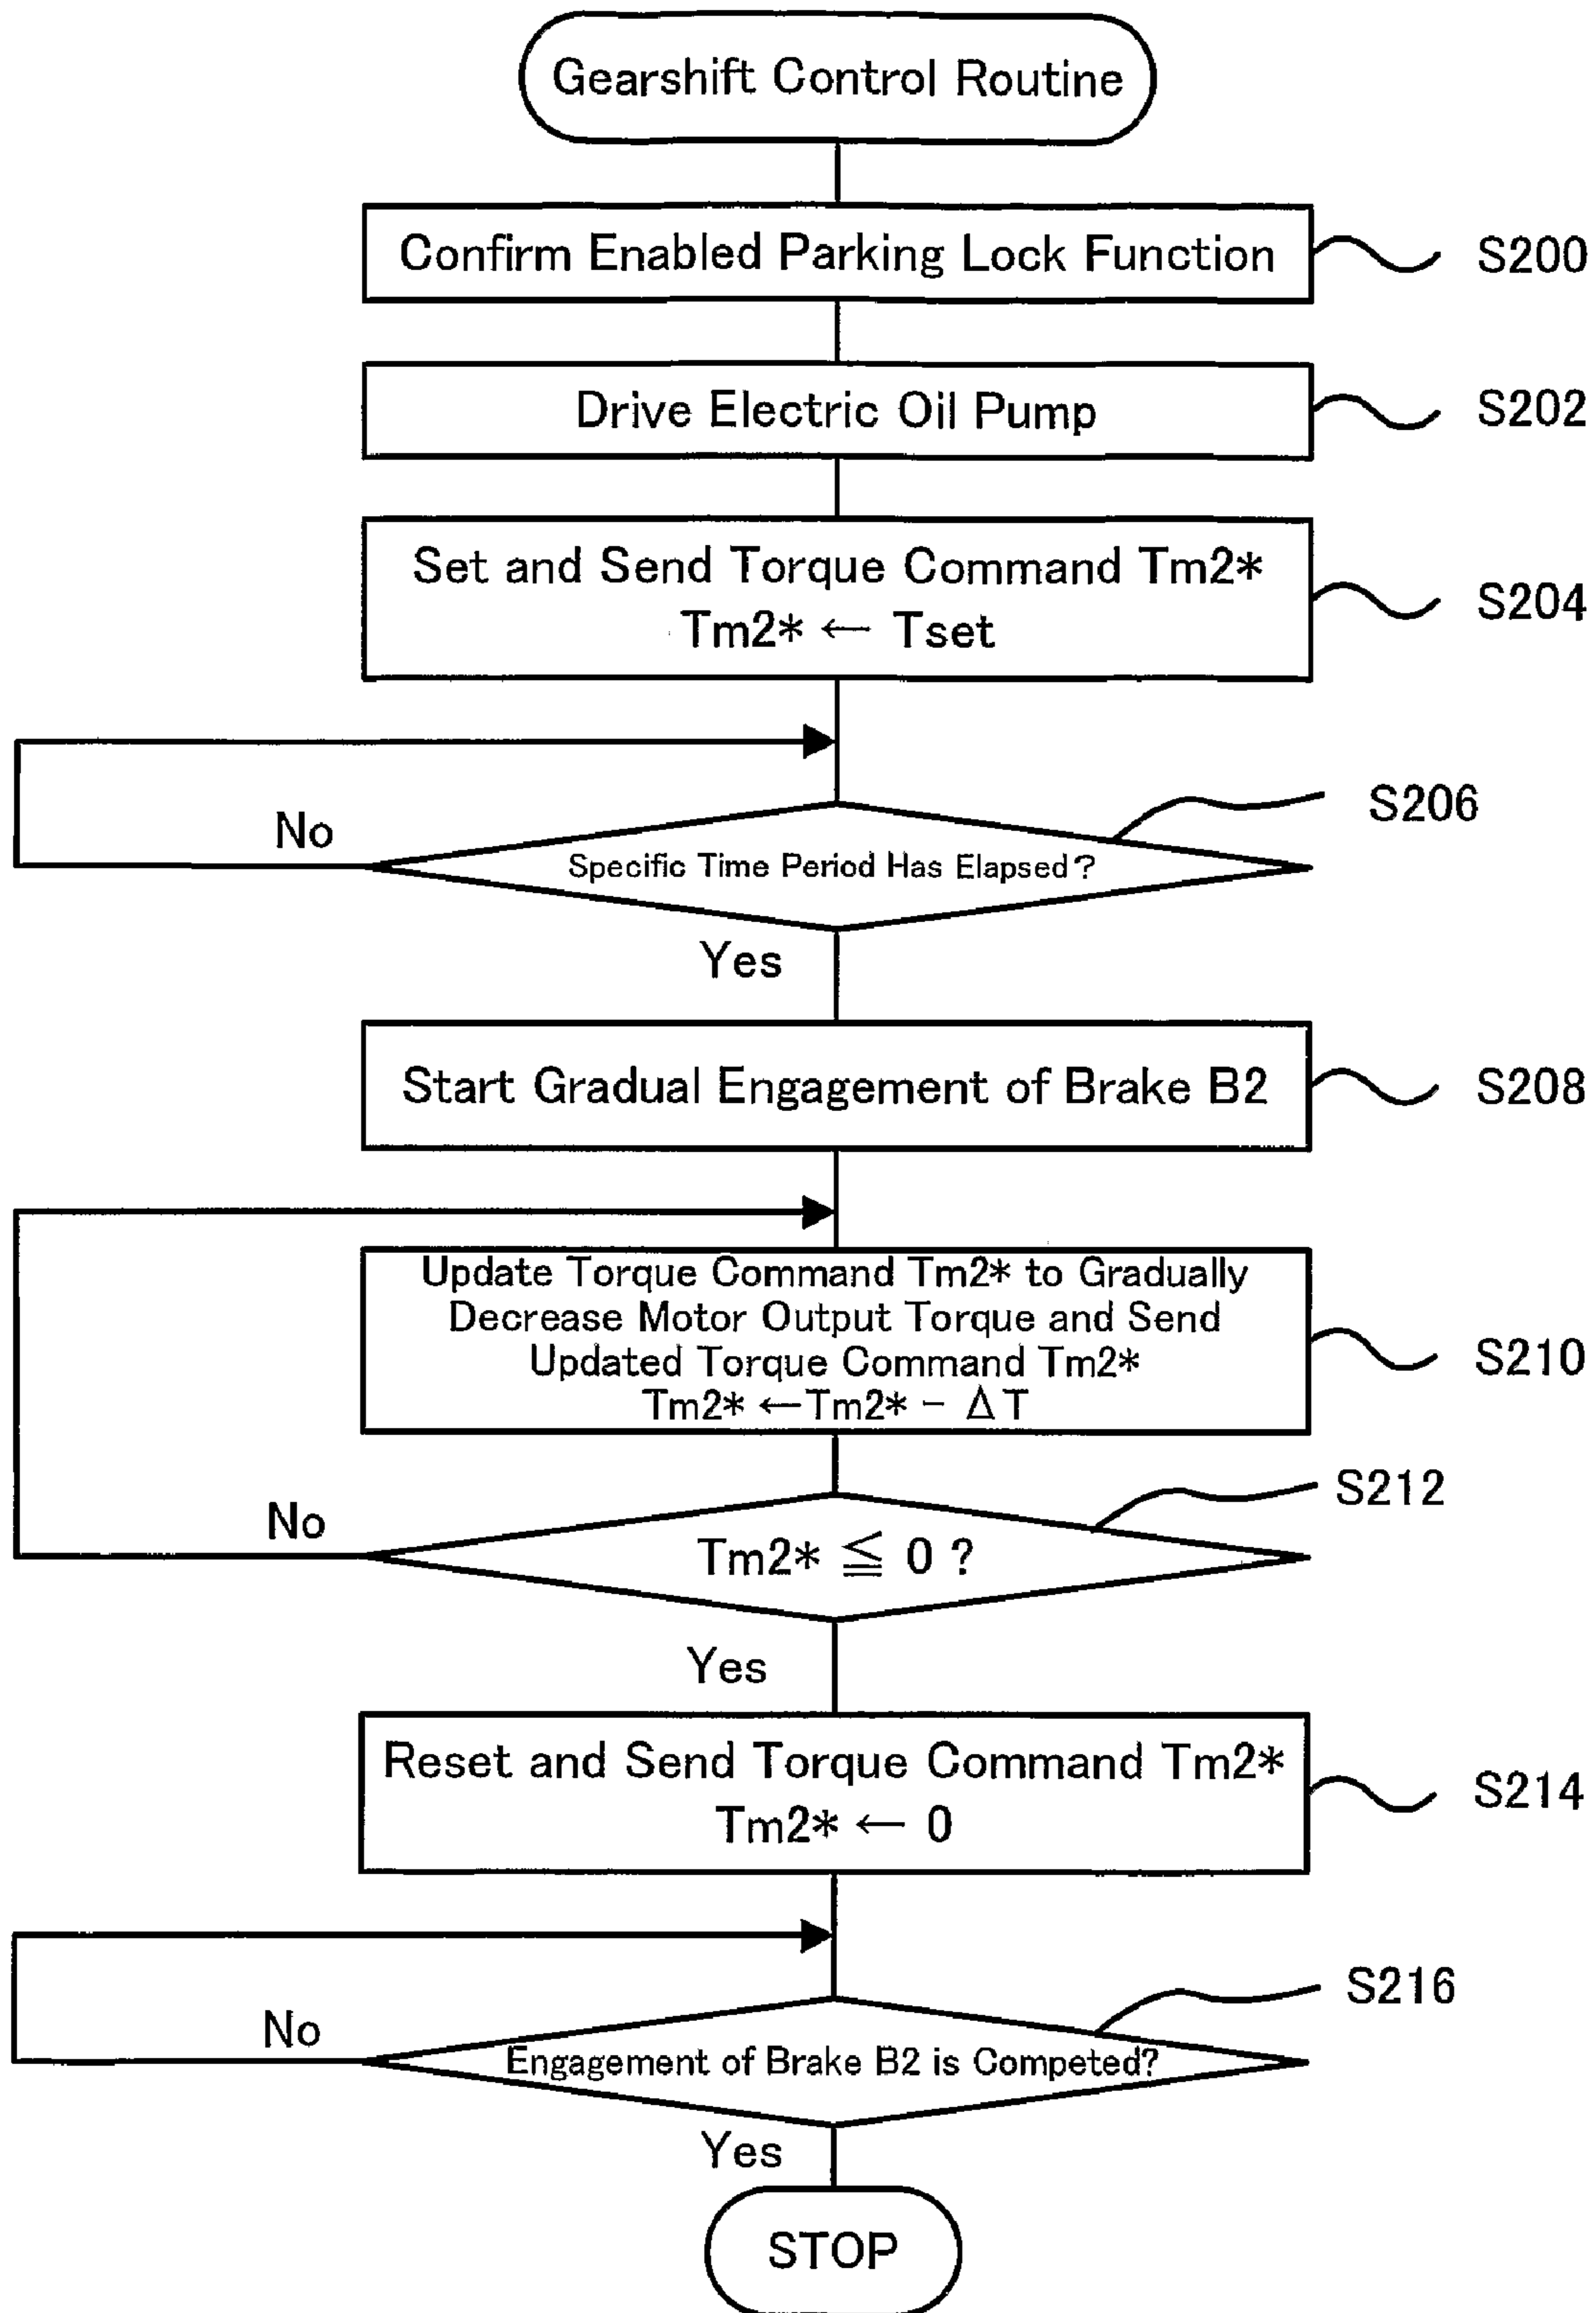 Gearshift Control Routine
Confirm Enabled Parking Lock Function
S200
Drive Electric Oil Pump
S202
Set and Send Torque Command Tm2*
Tm2* ← Tset
S204
S206
No
Specific Time Period Has Elapsed?
Yes
Start Gradual Engagement of Brake B2
S208
Update Torque Command Tm2* to Gradually
Decrease Motor Output Torque and Send
Updated Torque Command Tm2*
Tm2* ←Tm2* − ΔT
S210
S212
No
Tm2* ≦ 0 ?
Yes
Reset and Send Torque Command Tm2*
Tm2* ← 0
S214
S216
No
Engagement of Brake B2 is Competed?
Yes
STOP